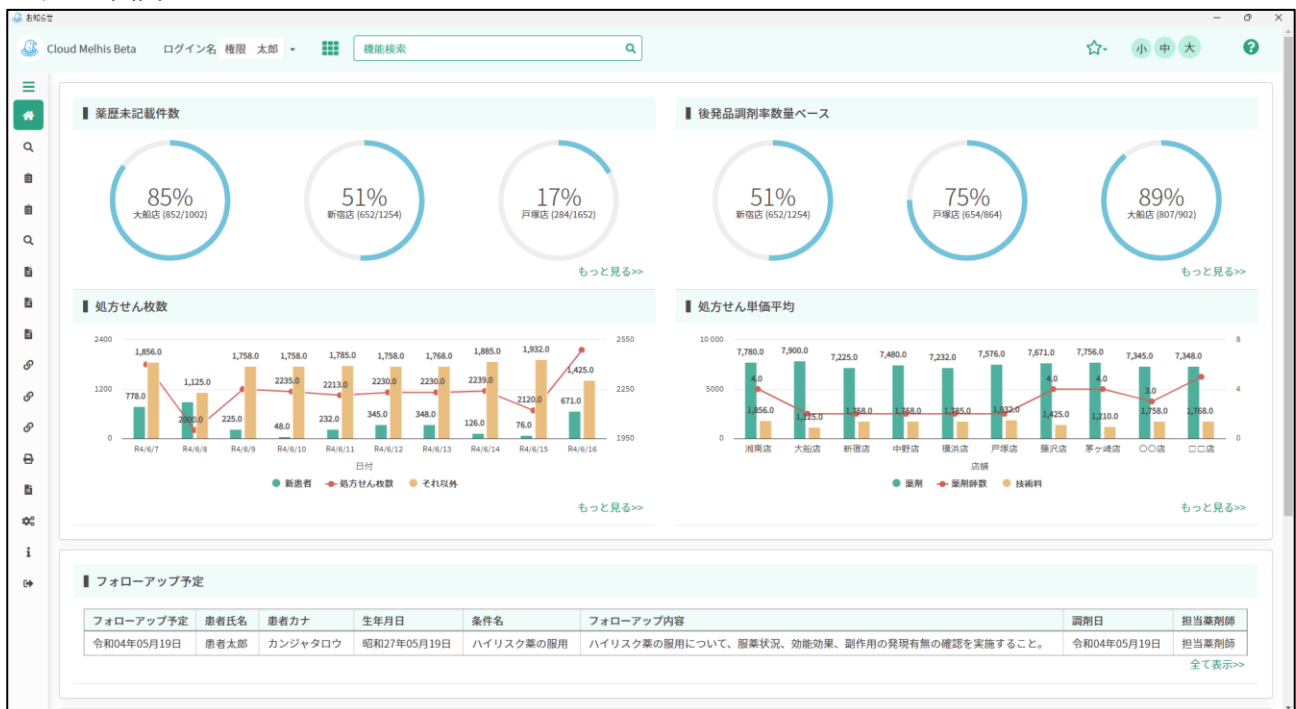 お知らせ
Cloud Melhis Beta ログイン名 権限 太郎 機能検索 小 中 大
薬歴未記載件数
85%
大船店 (852/1002)
51%
新宿店 (652/1254)
17%
戸塚店 (284/1652)
もっと見る>>
後発品調剤率数量ベース
51%
新宿店 (652/1254)
75%
戸塚店 (654/864)
89%
大船店 (807/902)
もっと見る>>
処方せん枚数
2400 1200 0
2550 2250 1950
1,856.0 1,125.0 1,758.0 1,758.0 1,785.0 1,758.0 1,768.0 1,885.0 1,932.0 1,425.0
778.0 2000.0 225.0 2235.0 2213.0 2230.0 2230.0 2239.0 2120.0 671.0
48.0 232.0 345.0 348.0 126.0 76.0
R4/6/7 R4/6/8 R4/6/9 R4/6/10 R4/6/11 R4/6/12 R4/6/13 R4/6/14 R4/6/15 R4/6/16
日付
新患者 処方せん枚数 それ以外
もっと見る>>
処方せん単価平均
10 000 5000 0
8 4 0
7,780.0 7,900.0 7,225.0 7,480.0 7,232.0 7,576.0 7,671.0 7,756.0 7,345.0 7,348.0
4.0 4.0 4.0 3.0
1,856.0 1,125.0 1,758.0 1,758.0 1,785.0 1,932.0 1,425.0 1,210.0 1,758.0 1,768.0
湘南店 大船店 新宿店 中野店 横浜店 戸塚店 藤沢店 茅ヶ崎店 〇〇店 □□店
店舗
薬剤 薬剤師数 技術料
もっと見る>>
フォローアップ予定
フォローアップ予定 患者氏名 患者カナ 生年月日 条件名 フォローアップ内容 調剤日 担当薬剤師
令和04年05月19日 患者太郎 カンジャタロウ 昭和27年05月19日 ハイリスク薬の服用 ハイリスク薬の服用について、服薬状況、効能効果、副作用の発現有無の確認を実施すること。 令和04年05月19日 担当薬剤師
全て表示>>